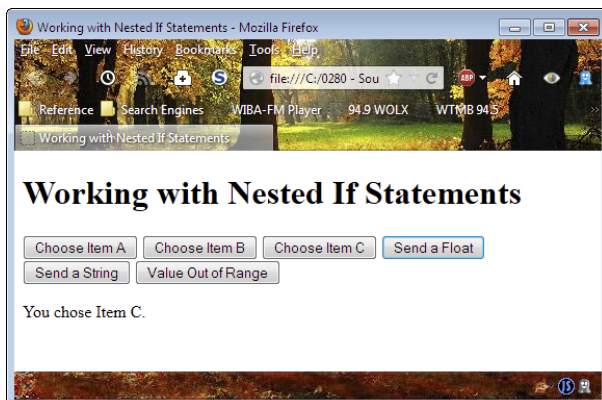 Working with Nested If Statements - Mozilla Firefox
File Edit View History Bookmarks Tools Help
S file:///C:/0280 - Sou ABP
Reference Search Engines WIBA-FM Player 94.9 WOLX WTMB 94.5 »
Working with Nested If Statements
Working with Nested If Statements
Choose Item A Choose Item B Choose Item C Send a Float
Send a String Value Out of Range
You chose Item C.
JS